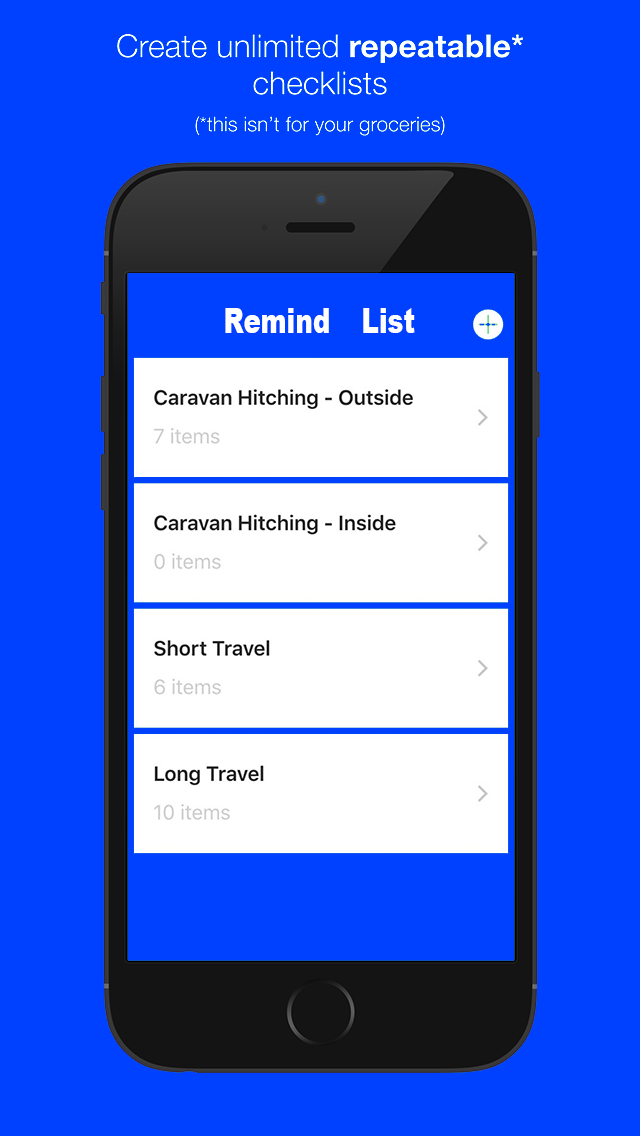 Create unlimited repeatable*
checklists
(*this isn’t for your groceries)
Remind List
Caravan Hitching - Outside
7 items
Caravan Hitching - Inside
0 items
Short Travel
6 items
Long Travel
10 items